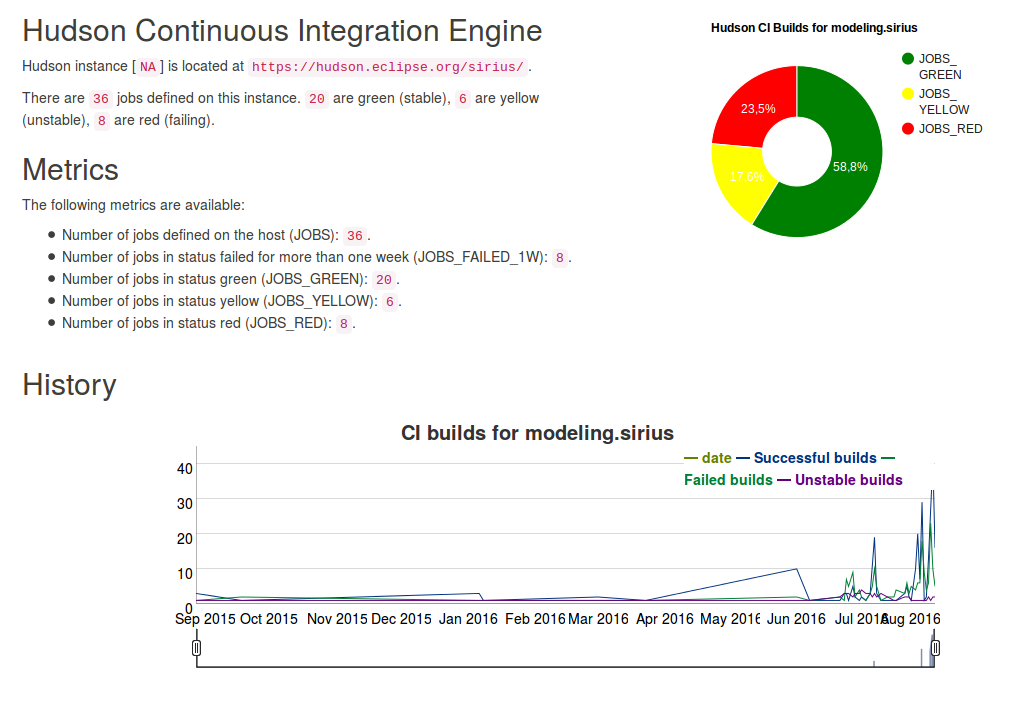 Hudson Continuous Integration Engine
Hudson instance [ NA ] is located at https://hudson.eclipse.org/sirius/ .
There are 36 jobs defined on this instance. 20 are green (stable), 6 are yellow
(unstable), 8 are red (failing).
Hudson CI Builds for modeling.sirius
23,5%
17,6%
58,8%
JOBS_
GREEN
JOBS_
YELLOW
JOBS_RED
Metrics
The following metrics are available:
Number of jobs defined on the host (JOBS): 36 .
Number of jobs in status failed for more than one week (JOBS_FAILED_1W): 8 .
Number of jobs in status green (JOBS_GREEN): 20 .
Number of jobs in status yellow (JOBS_YELLOW): 6 .
Number of jobs in status red (JOBS_RED): 8 .
History
CI builds for modeling.sirius
— date — Successful builds —
Failed builds — Unstable builds
40
30
20
10
0
Sep 2015 Oct 2015 Nov 2015 Dec 2015 Jan 2016 Feb 2016 Mar 2016 Apr 2016 May 2016 Jun 2016 Jul 2016 Aug 2016